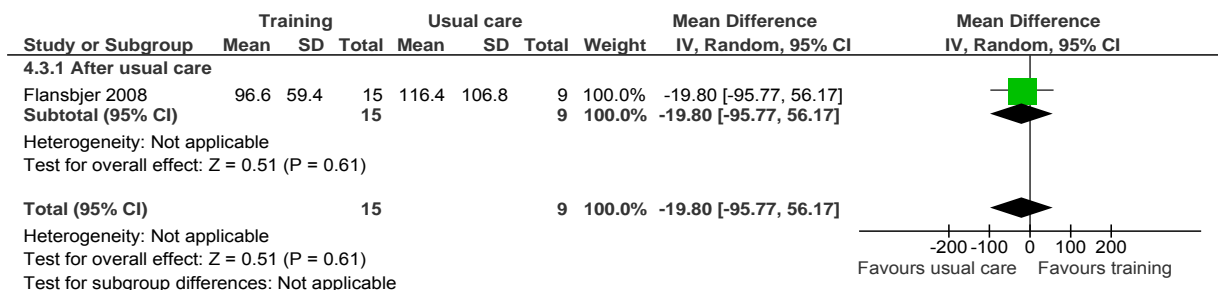 Training Usual care Mean Difference Mean Difference
Study or Subgroup Mean SD Total Mean SD Total Weight IV, Random, 95% CI IV, Random, 95% CI
4.3.1 After usual care
Flansbjer 2008 96.6 59.4 15 116.4 106.8 9 100.0% -19.80 [-95.77, 56.17]
Subtotal (95% CI) 15 9 100.0% -19.80 [-95.77, 56.17]
Heterogeneity: Not applicable
Test for overall effect: Z = 0.51 (P = 0.61)
Total (95% CI) 15 9 100.0% -19.80 [-95.77, 56.17]
Heterogeneity: Not applicable
Test for overall effect: Z = 0.51 (P = 0.61)
Test for subgroup differences: Not applicable
-200 -100 0 100 200
Favours usual care Favours training